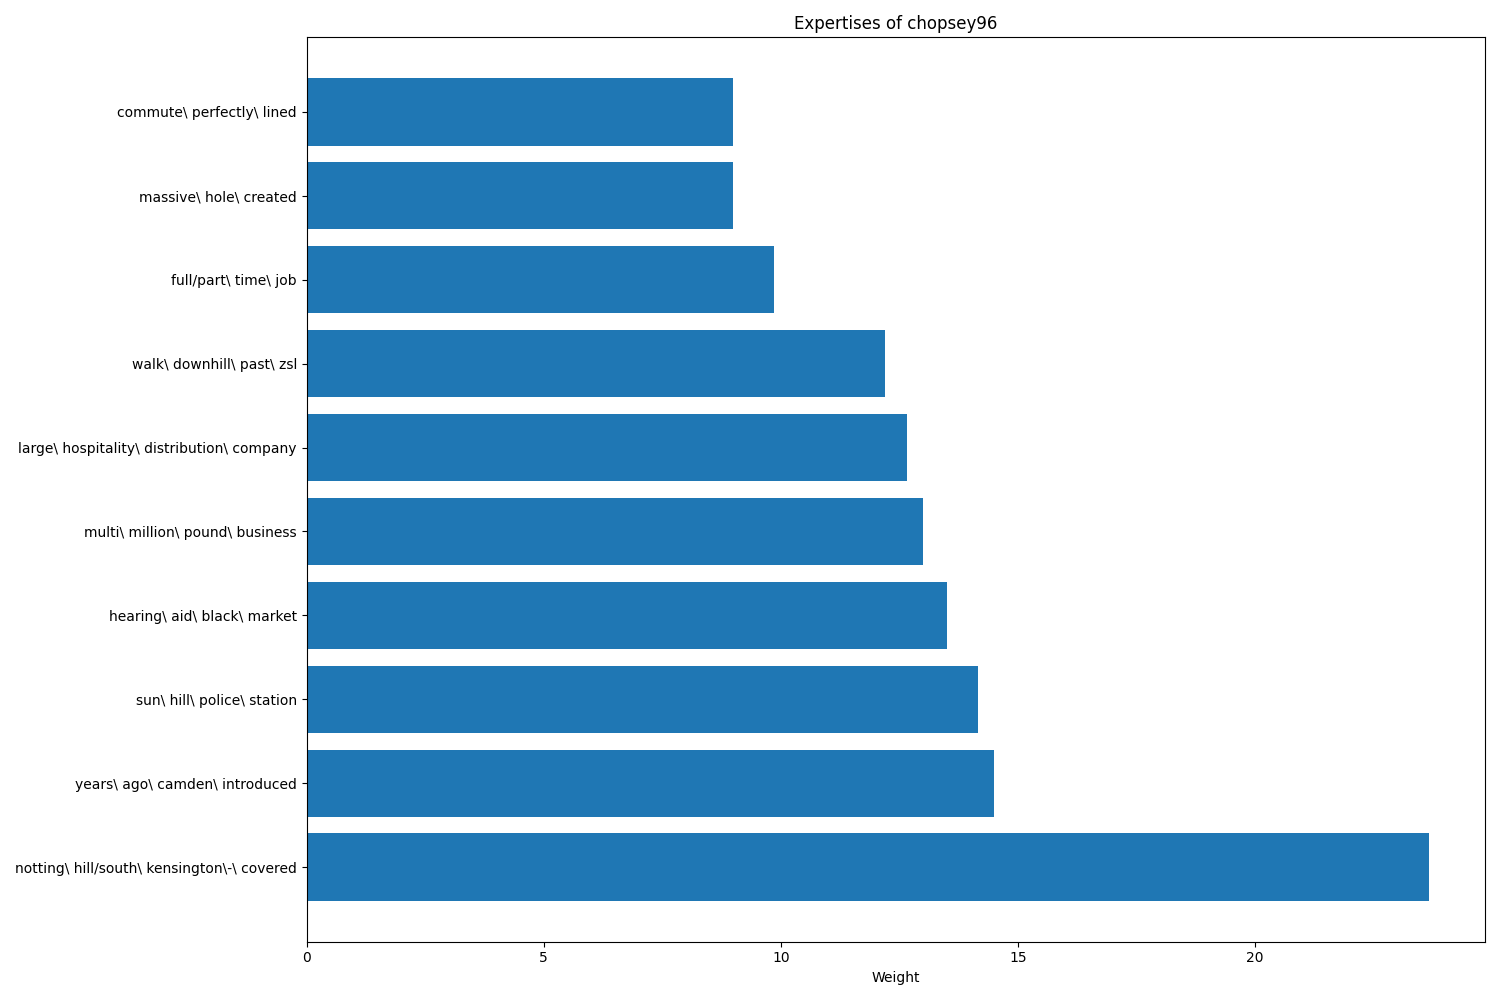 Expertises of chopsey96
commute\ perfectly\ lined
massive\ hole\ created
full/part\ time\ job
walk\ downhill\ past\ zsl
large\ hospitality\ distribution\ company
multi\ million\ pound\ business
hearing\ aid\ black\ market
sun\ hill\ police\ station
years\ ago\ camden\ introduced
notting\ hill/south\ kensington\-\ covered
0 5 10 15 20
Weight